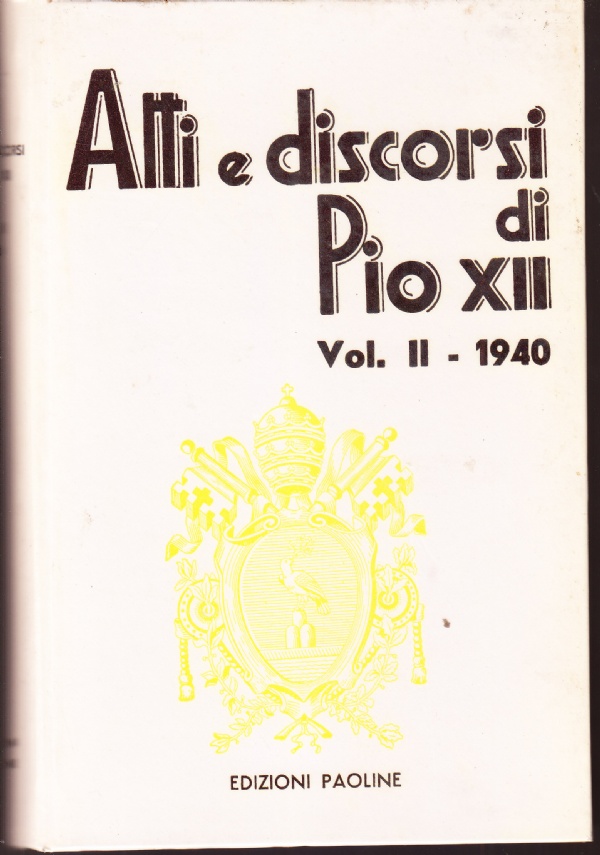 Atti e discorsi
di
Pio XII
Vol. II - 1940
EDIZIONI PAOLINE